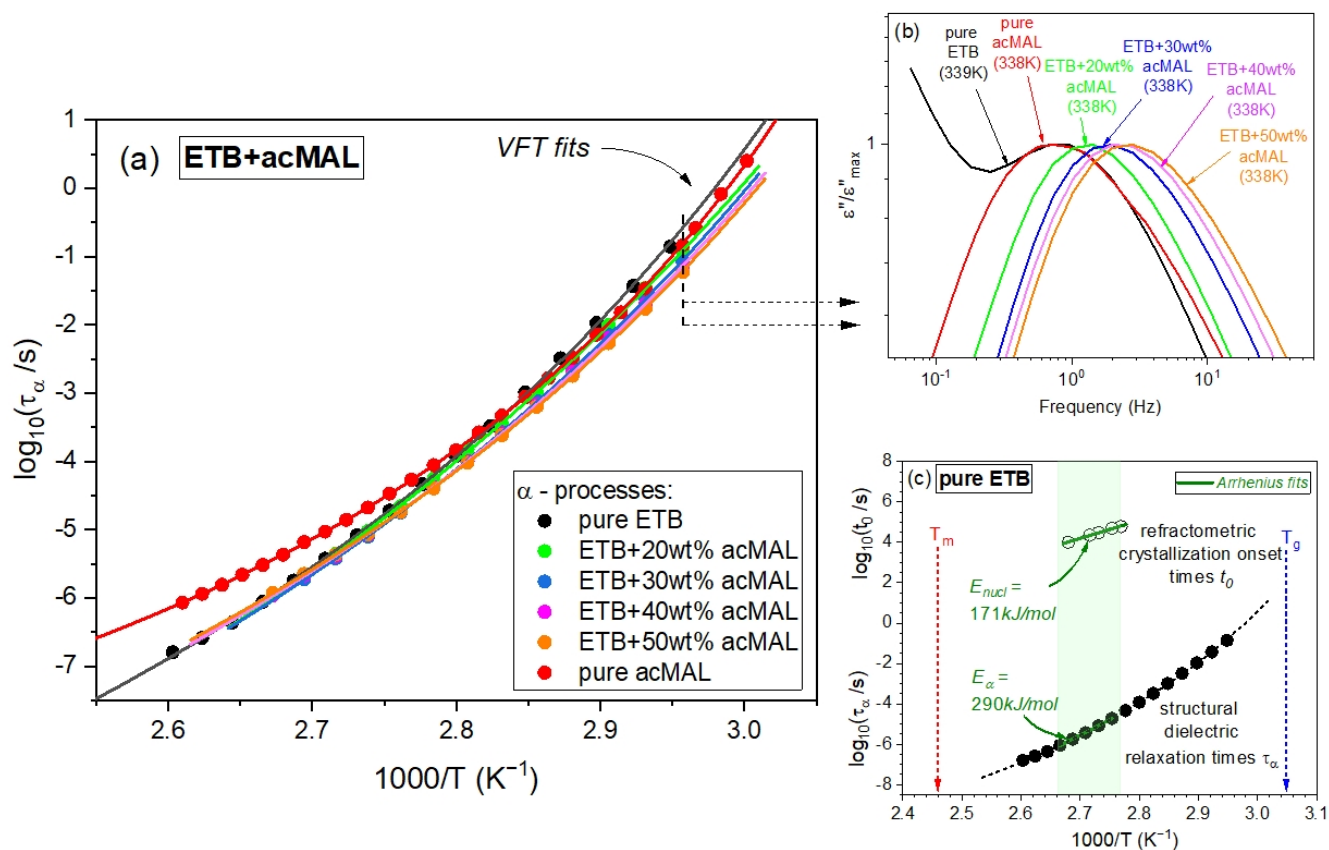 (a) ETB+acMAL
VFT fits
1
0
-1
-2
-3
-4
-5
-6
-7
log10(τα /s)
α - processes:
pure ETB
ETB+20wt% acMAL
ETB+30wt% acMAL
ETB+40wt% acMAL
ETB+50wt% acMAL
pure acMAL
2.6 2.7 2.8 2.9 3.0
1000/T (K⁻¹)
(b)
pure
ETB
(339K)
pure
acMAL
(338K)
ETB+20wt%
acMAL
(338K)
ETB+30wt%
acMAL
(338K)
ETB+40wt%
acMAL
(338K)
ETB+50wt%
acMAL
(338K)
1
ε''/ε''max
10⁻¹ 10⁰ 10¹
Frequency (Hz)
(c) pure ETB
Arrhenius fits
8
6
4
2
0
-2
-4
-6
-8
log10(t0 /s)
log10(τα /s)
Tm
Tg
refractometric
crystallization onset
times t0
Enucl =
171kJ/mol
Eα =
290kJ/mol
structural
dielectric
relaxation times τα
2.4 2.5 2.6 2.7 2.8 2.9 3.0 3.1
1000/T (K⁻¹)